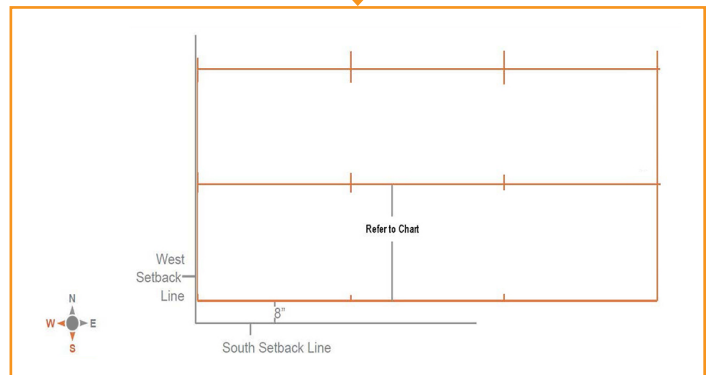 Refer to Chart
West
Setback
Line
N
W
E
S
8"
South Setback Line